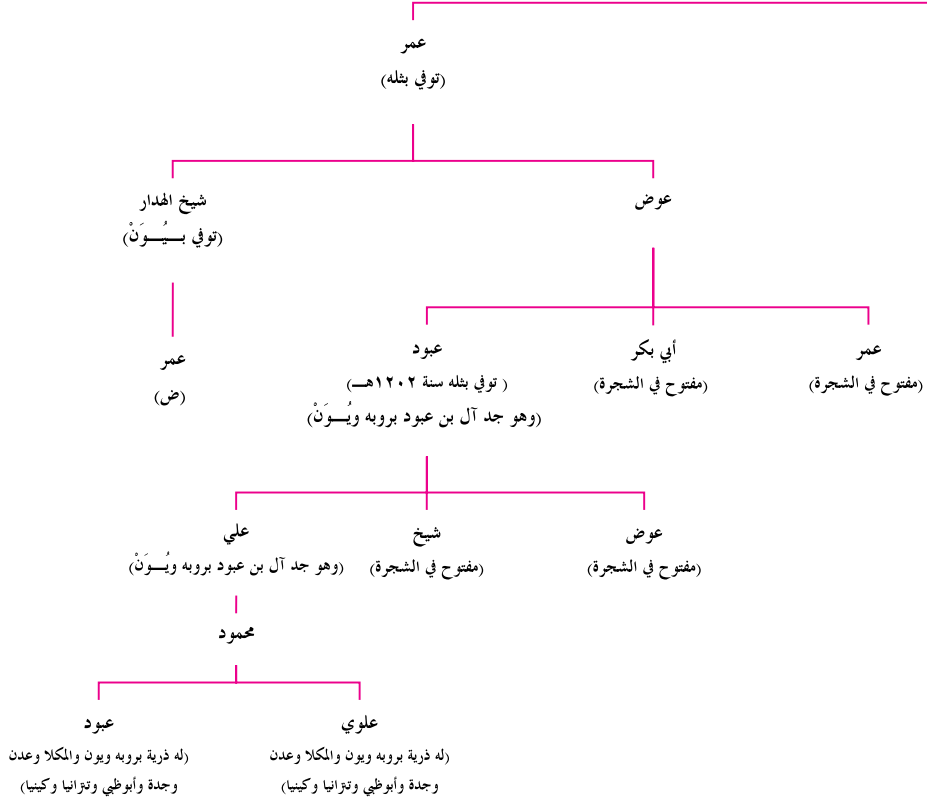 عمر
(توفي بثله)
عوض
شيخ الهدار
(توفي بـــيُـــوَنْ)
عمر
(مفتوح في الشجرة)
أبي بكر
(مفتوح في الشجرة)
عبود
( توفي بثله سنة ١٢٠٢هــ)
(وهو جد آل بن عبود بروبه ويُـــوَنْ)
عمر
(ض)
عوض
(مفتوح في الشجرة)
شيخ
(مفتوح في الشجرة)
علي
(وهو جد آل بن عبود بروبه ويُـــوَنْ)
محمود
علوي
(له ذرية بروبه ويون والمكلا وعدن
وجدة وأبوظبي وتنزانيا وكينيا)
عبود
(له ذرية بروبه ويون والمكلا وعدن
وجدة وأبوظبي وتنزانيا وكينيا)